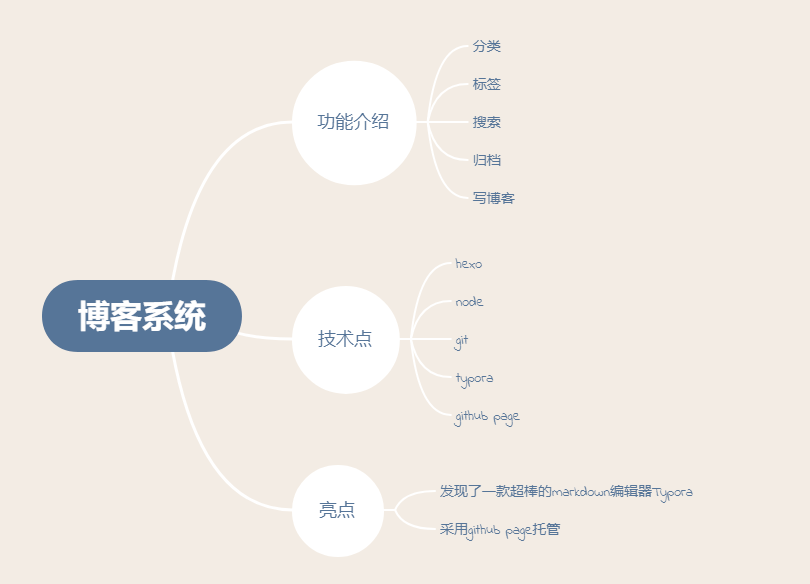 博客系统
功能介绍
分类
标签
搜索
归档
写博客
技术点
hexo
node
git
typora
github page
亮点
发现了一款超棒的markdown编辑器Typora
采用github page托管